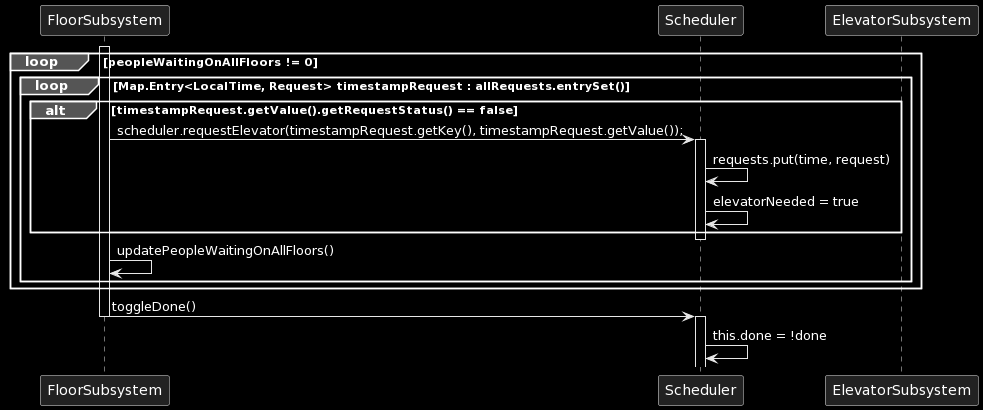 FloorSubsystem Scheduler ElevatorSubsystem
loop [peopleWaitingOnAllFloors != 0]
loop [Map.Entry<LocalTime, Request> timestampRequest : allRequests.entrySet()]
alt [timestampRequest.getValue().getRequestStatus() == false]
scheduler.requestElevator(timestampRequest.getKey(), timestampRequest.getValue());
requests.put(time, request)
elevatorNeeded = true
updatePeopleWaitingOnAllFloors()
toggleDone()
this.done = !done
FloorSubsystem Scheduler ElevatorSubsystem